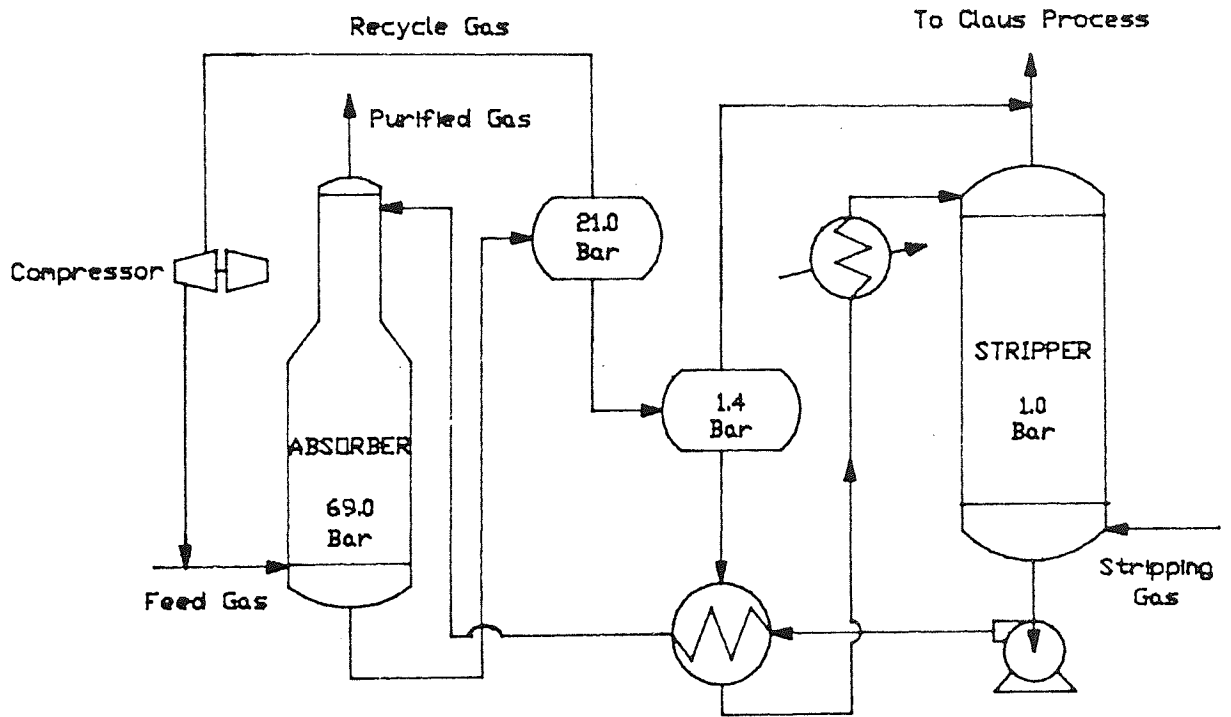 Recycle Gas
To Claus Process
Purified Gas
21.0
Bar
Compressor
STRIPPER
1.0
Bar
1.4
Bar
ABSORBER
69.0
Bar
Feed Gas
Stripping
Gas